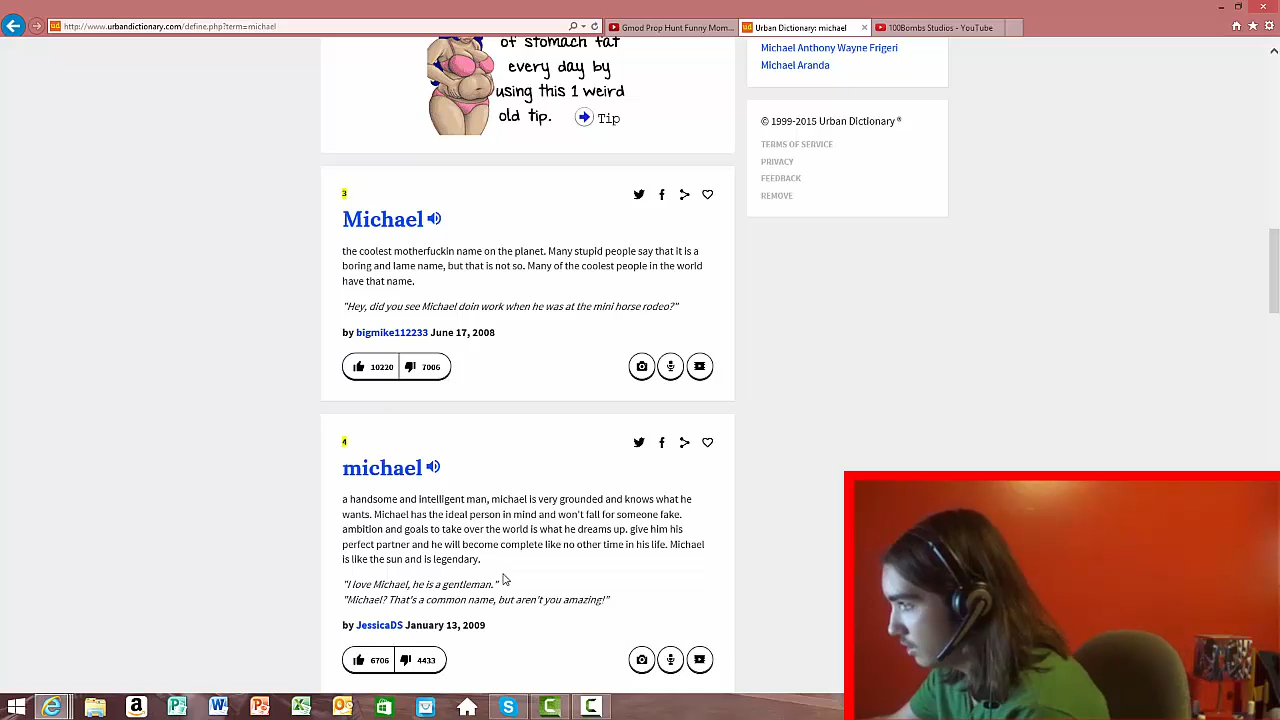 http://www.urbandictionary.com/define.php?term=michael
Gmod Prop Hunt Funny Mom...
Urban Dictionary: michael
100Bombs Studios - YouTube
of stomach fat
every day by
using this 1 weird
old tip.
Tip
Michael Anthony Wayne Frigeri
Michael Aranda
© 1999-2015 Urban Dictionary ®
TERMS OF SERVICE
PRIVACY
FEEDBACK
REMOVE
3
Michael
the coolest motherfuckin name on the planet. Many stupid people say that it is a
boring and lame name, but that is not so. Many of the coolest people in the world
have that name.
"Hey, did you see Michael doin work when he was at the mini horse rodeo?"
by bigmike112233 June 17, 2008
10220
7006
4
michael
a handsome and intelligent man, michael is very grounded and knows what he
wants. Michael has the ideal person in mind and won't fall for someone fake.
ambition and goals to take over the world is what he dreams up. give him his
perfect partner and he will become complete like no other time in his life. Michael
is like the sun and is legendary.
"I love Michael, he is a gentleman."
"Michael? That's a common name, but aren't you amazing!"
by JessicaDS January 13, 2009
6706
4433